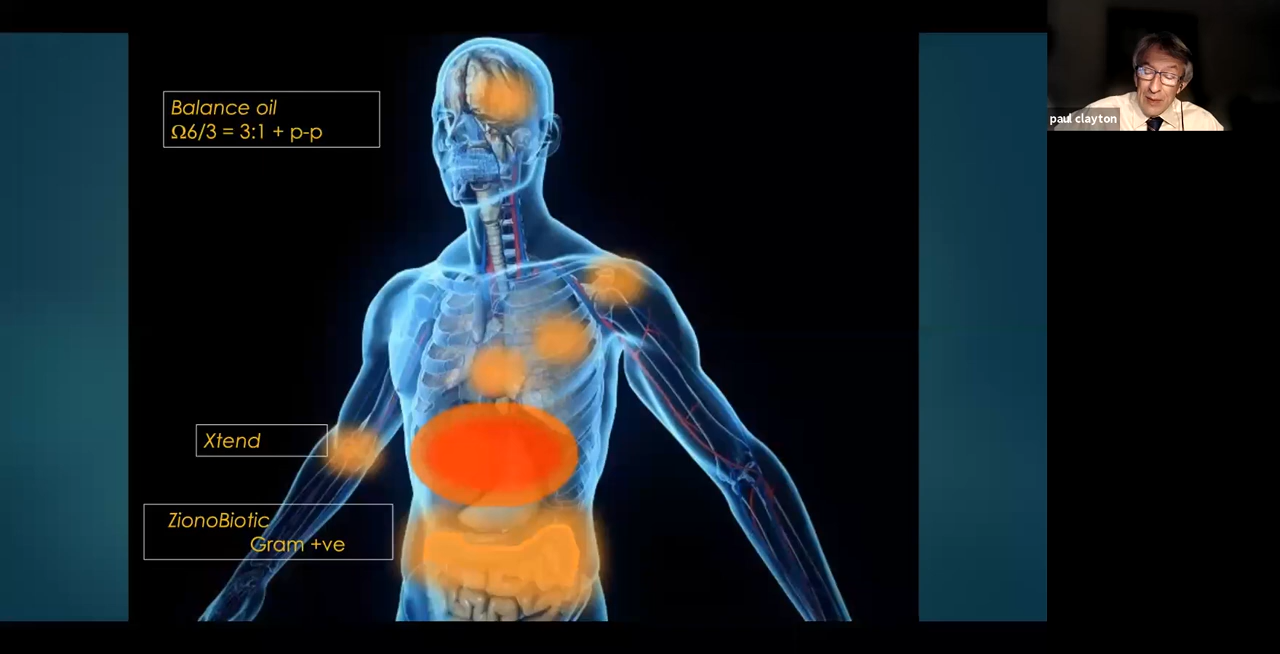 Balance oil
Ω6/3 = 3:1 + p-p
paul clayton
Xtend
ZionoBiotic
Gram +ve